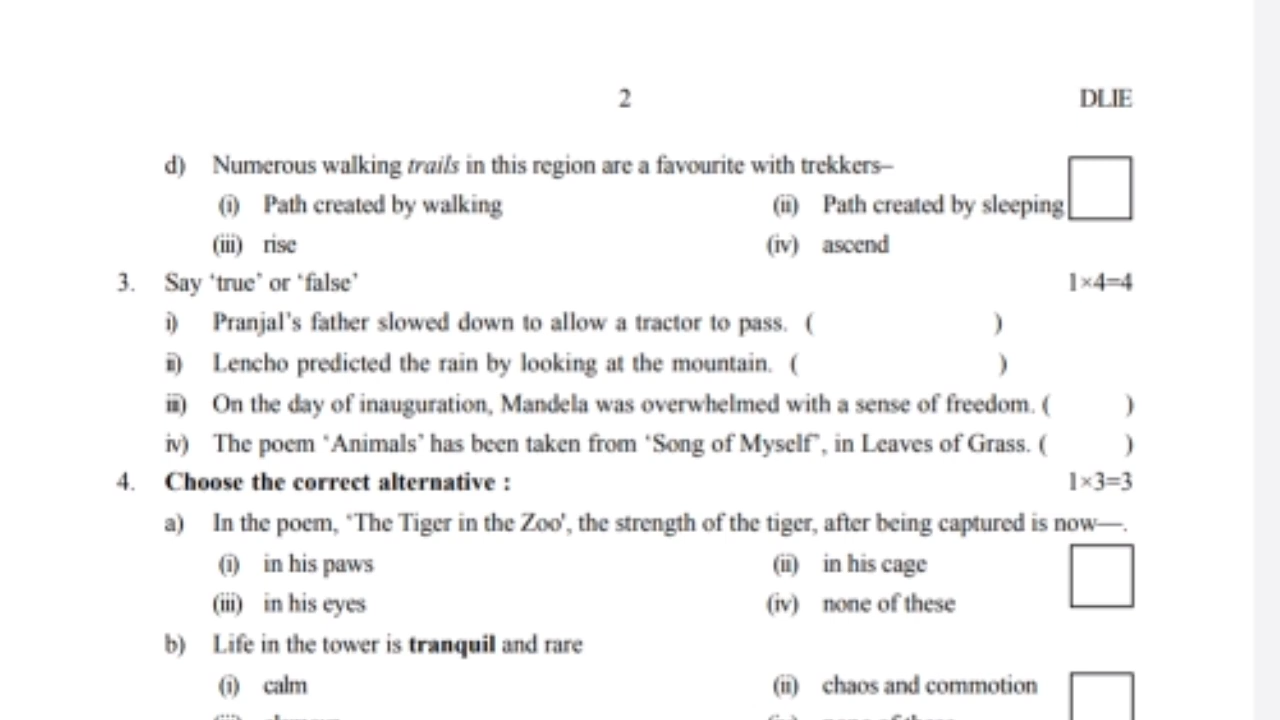 2 DLIE
d) Numerous walking trails in this region are a favourite with trekkers–
(i) Path created by walking (ii) Path created by sleeping
(iii) rise (iv) ascend
3. Say ‘true’ or ‘false’ 1×4=4
i) Pranjal’s father slowed down to allow a tractor to pass. ( )
ii) Lencho predicted the rain by looking at the mountain. ( )
iii) On the day of inauguration, Mandela was overwhelmed with a sense of freedom. ( )
iv) The poem ‘Animals’ has been taken from ‘Song of Myself’, in Leaves of Grass. ( )
4. Choose the correct alternative : 1×3=3
a) In the poem, ‘The Tiger in the Zoo’, the strength of the tiger, after being captured is now—.
(i) in his paws (ii) in his cage
(iii) in his eyes (iv) none of these
b) Life in the tower is tranquil and rare
(i) calm (ii) chaos and commotion